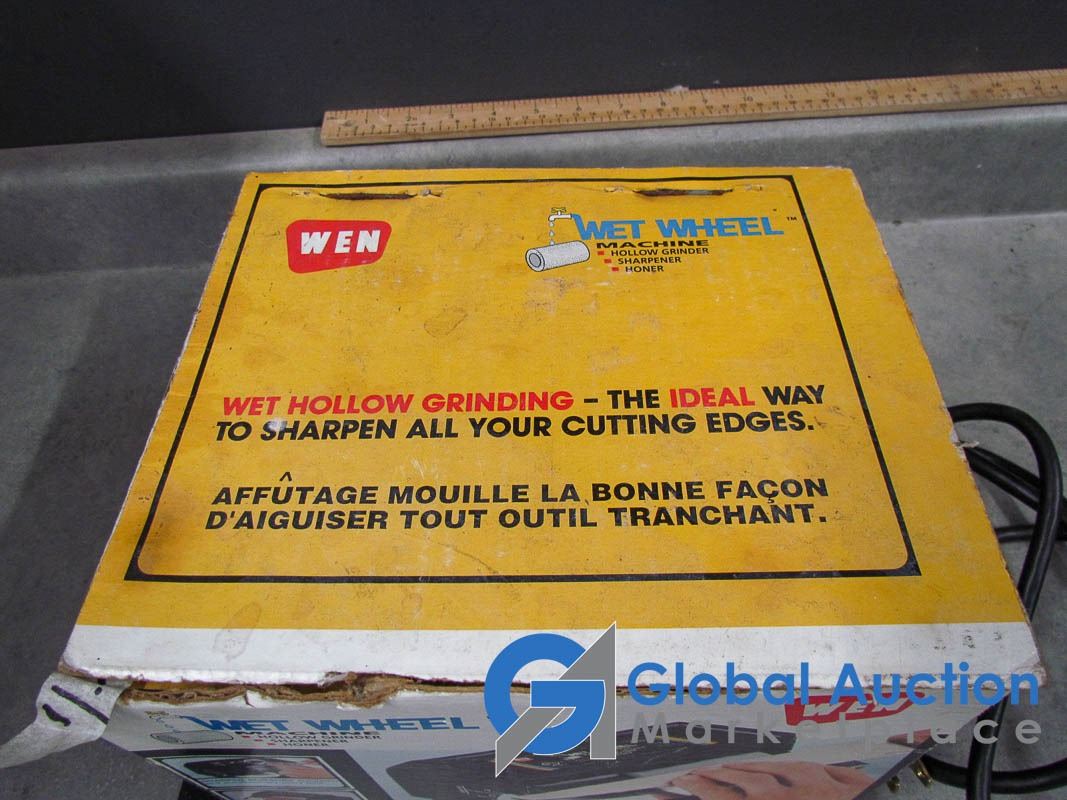 WEN
WET WHEEL™
MACHINE
HOLLOW GRINDER
SHARPENER
HONER
WET HOLLOW GRINDING – THE IDEAL WAY
TO SHARPEN ALL YOUR CUTTING EDGES.
AFFÛTAGE MOUILLE LA BONNE FAÇON
D'AIGUISER TOUT OUTIL TRANCHANT.
WET WHEEL
MACHINE
HOLLOW GRINDER
SHARPENER
HONER
WEN
Global Auction
Marketplace